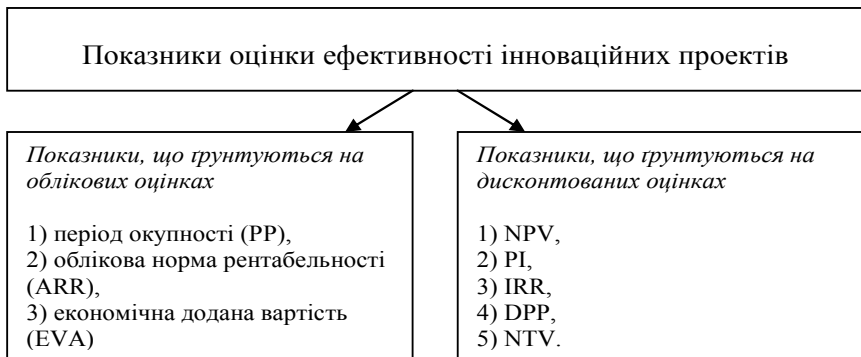 Показники оцінки ефективності інноваційних проектів
Показники, що ґрунтуються на
облікових оцінках
1) період окупності (PP),
2) облікова норма рентабельності
(ARR),
3) економічна додана вартість
(EVA)
Показники, що ґрунтуються на
дисконтованих оцінках
1) NPV,
2) PI,
3) IRR,
4) DPP,
5) NTV.